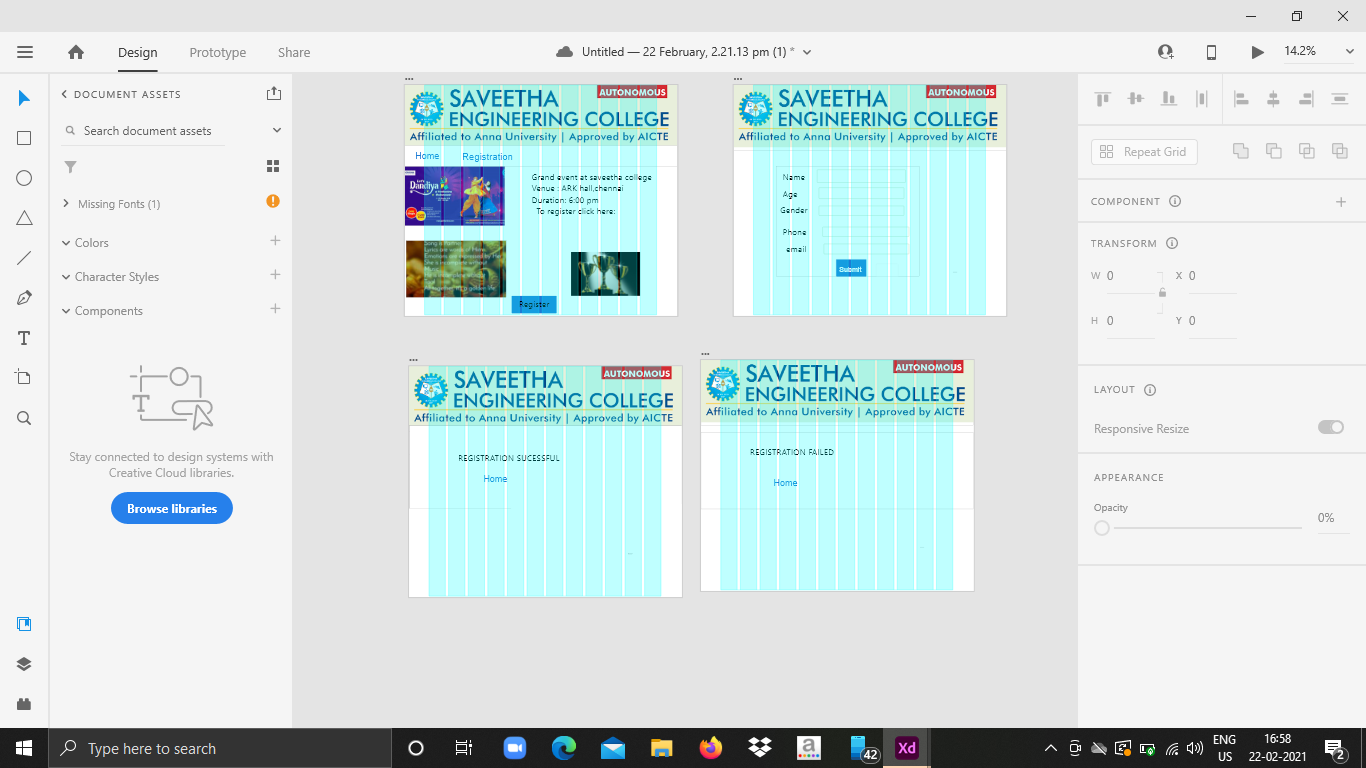 Design
Prototype
Share
Untitled — 22 February, 2.21.13 pm (1) *
14.2%
DOCUMENT ASSETS
Search document assets
Missing Fonts (1)
Colors
Character Styles
Components
Stay connected to design systems with
Creative Cloud libraries.
Browse libraries
AUTONOMOUS
SAVEETHA
ENGINEERING COLLEGE
Affiliated to Anna University | Approved by AICTE
Home Registration
Dandiya
Grand event at saveetha college
Venue : ARK hall,chennai
Duration: 6:00 pm
To register click here:
Register
AUTONOMOUS
SAVEETHA
ENGINEERING COLLEGE
Affiliated to Anna University | Approved by AICTE
Name
Age
Gender
Phone
email
Submit
AUTONOMOUS
SAVEETHA
ENGINEERING COLLEGE
Affiliated to Anna University | Approved by AICTE
REGISTRATION SUCESSFUL
Home
AUTONOMOUS
SAVEETHA
ENGINEERING COLLEGE
Affiliated to Anna University | Approved by AICTE
REGISTRATION FAILED
Home
Repeat Grid
COMPONENT
TRANSFORM
W 0 X 0
H 0 Y 0
LAYOUT
Responsive Resize
APPEARANCE
Opacity
0%
Type here to search
a
42
Xd
ENG
US
16:58
22-02-2021
2